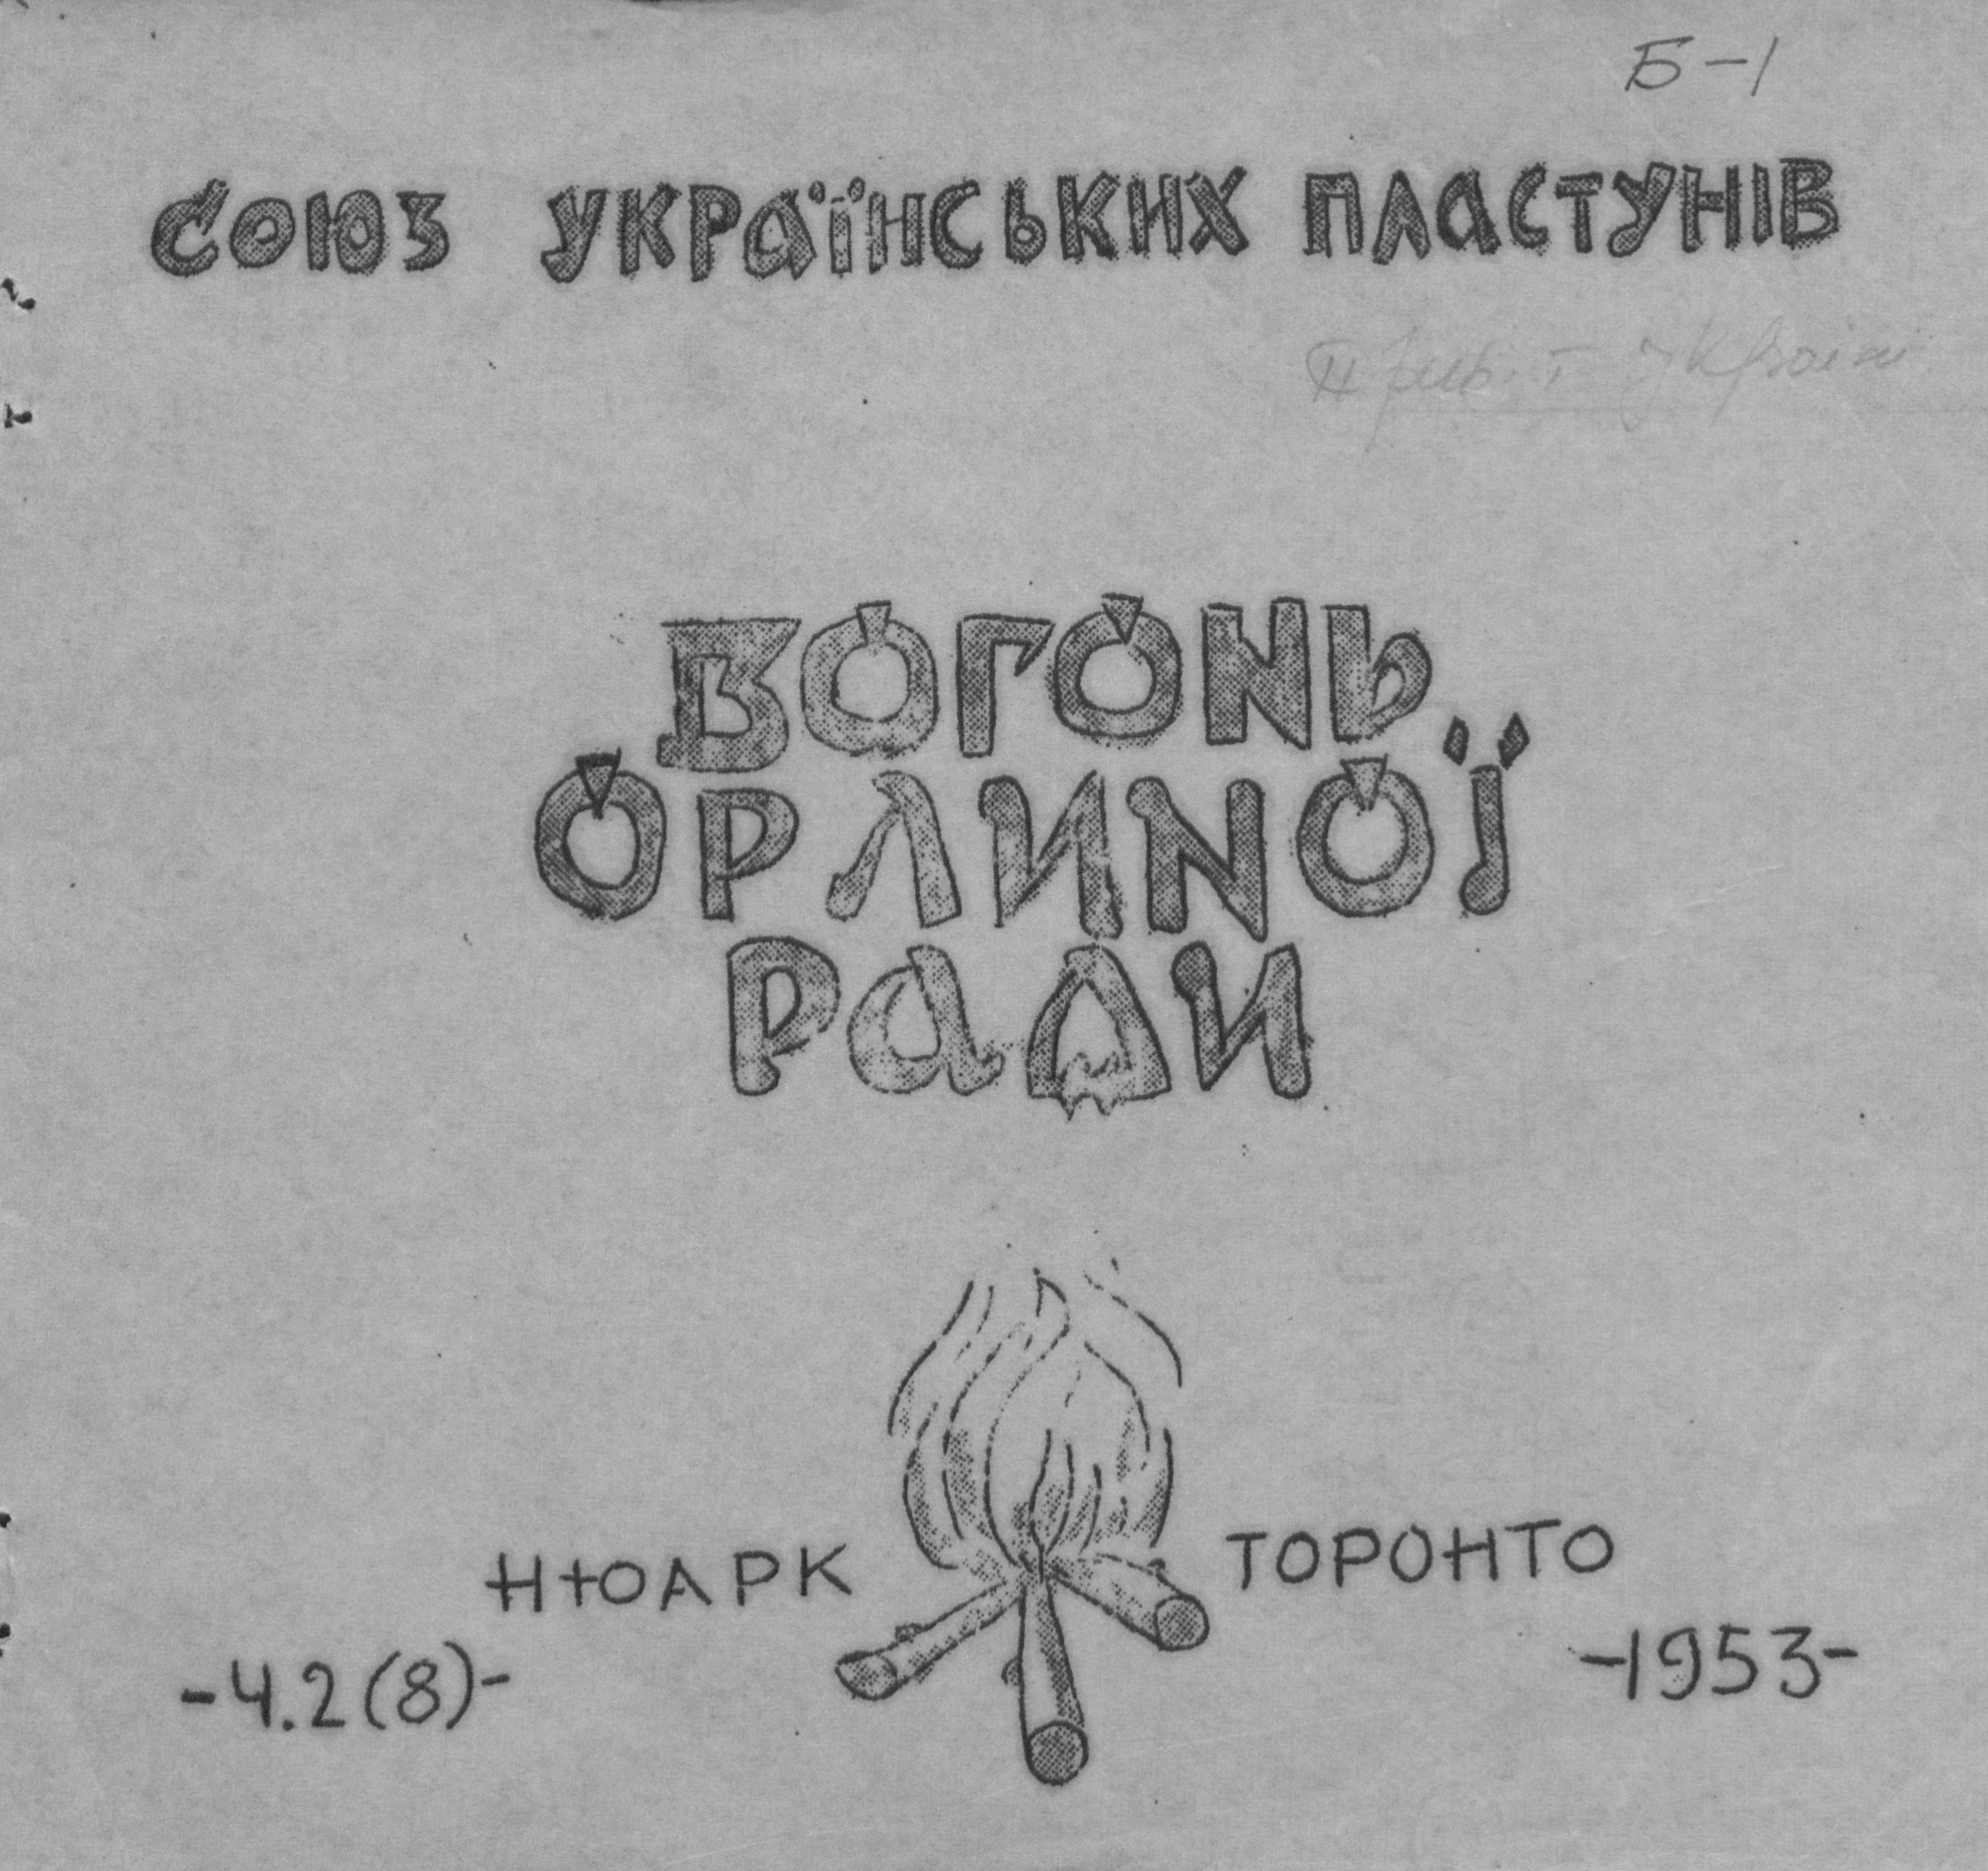 Б-1
СОЮЗ УКРАЇНСЬКИХ ПЛАСТУНІВ
ВОГОНЬ
ОРЛИНОЇ
РАДИ
НЮАРК ТОРОНТО
-Ч.2(8)- -1953-